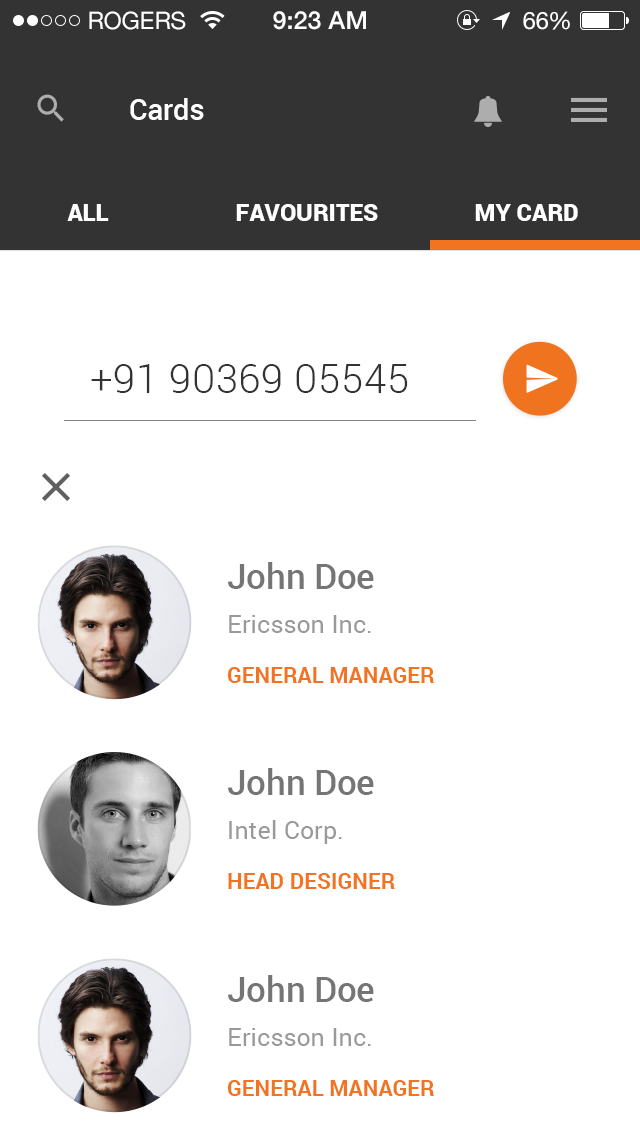 ROGERS 9:23 AM 66%
Cards
ALL FAVOURITES MY CARD
+91 90369 05545
John Doe
Ericsson Inc.
GENERAL MANAGER
John Doe
Intel Corp.
HEAD DESIGNER
John Doe
Ericsson Inc.
GENERAL MANAGER